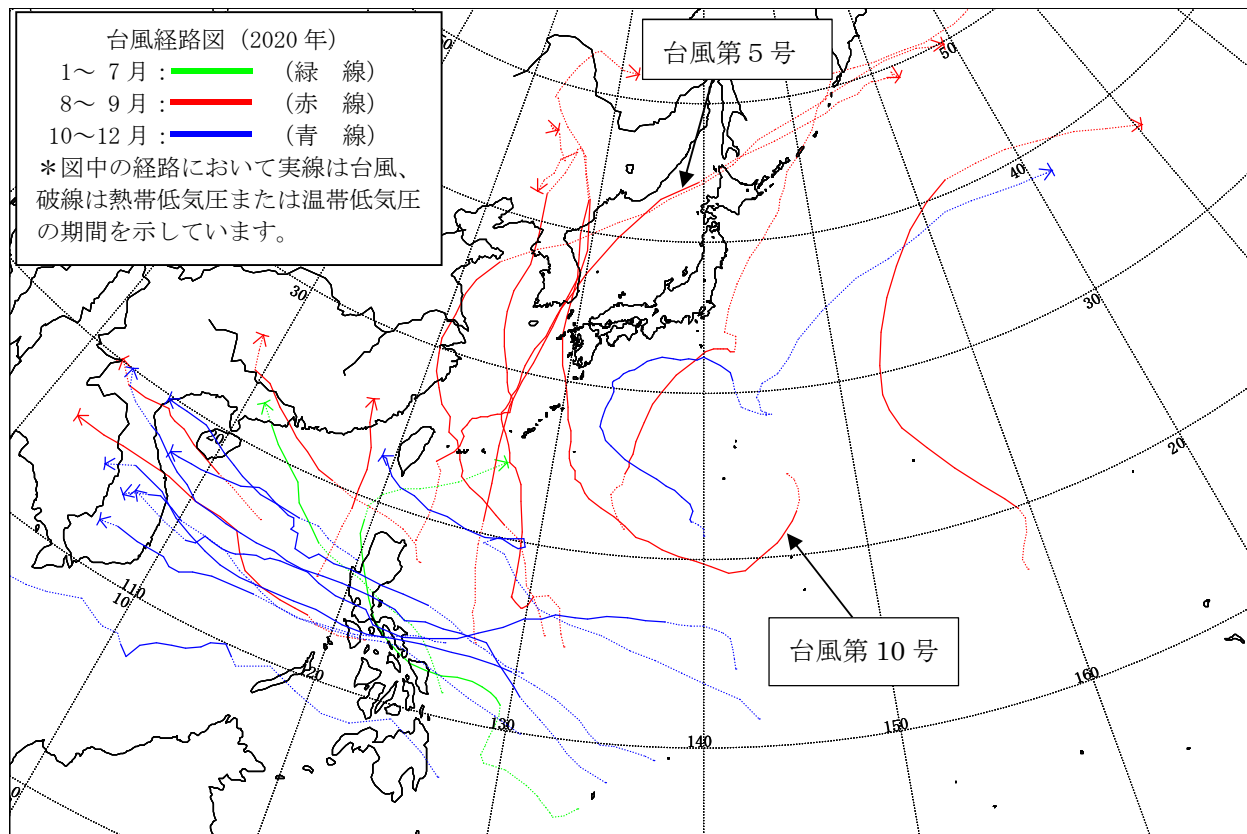 台風経路図（2020 年）
1～ 7 月：（緑 線）
8～ 9 月：（赤 線）
10～12 月：（青 線）
＊図中の経路において実線は台風、
破線は熱帯低気圧または温帯低気圧
の期間を示しています。
台風第５号
台風第 10 号
50
40
30
30
20
20
110
10
120
130
140
150
160